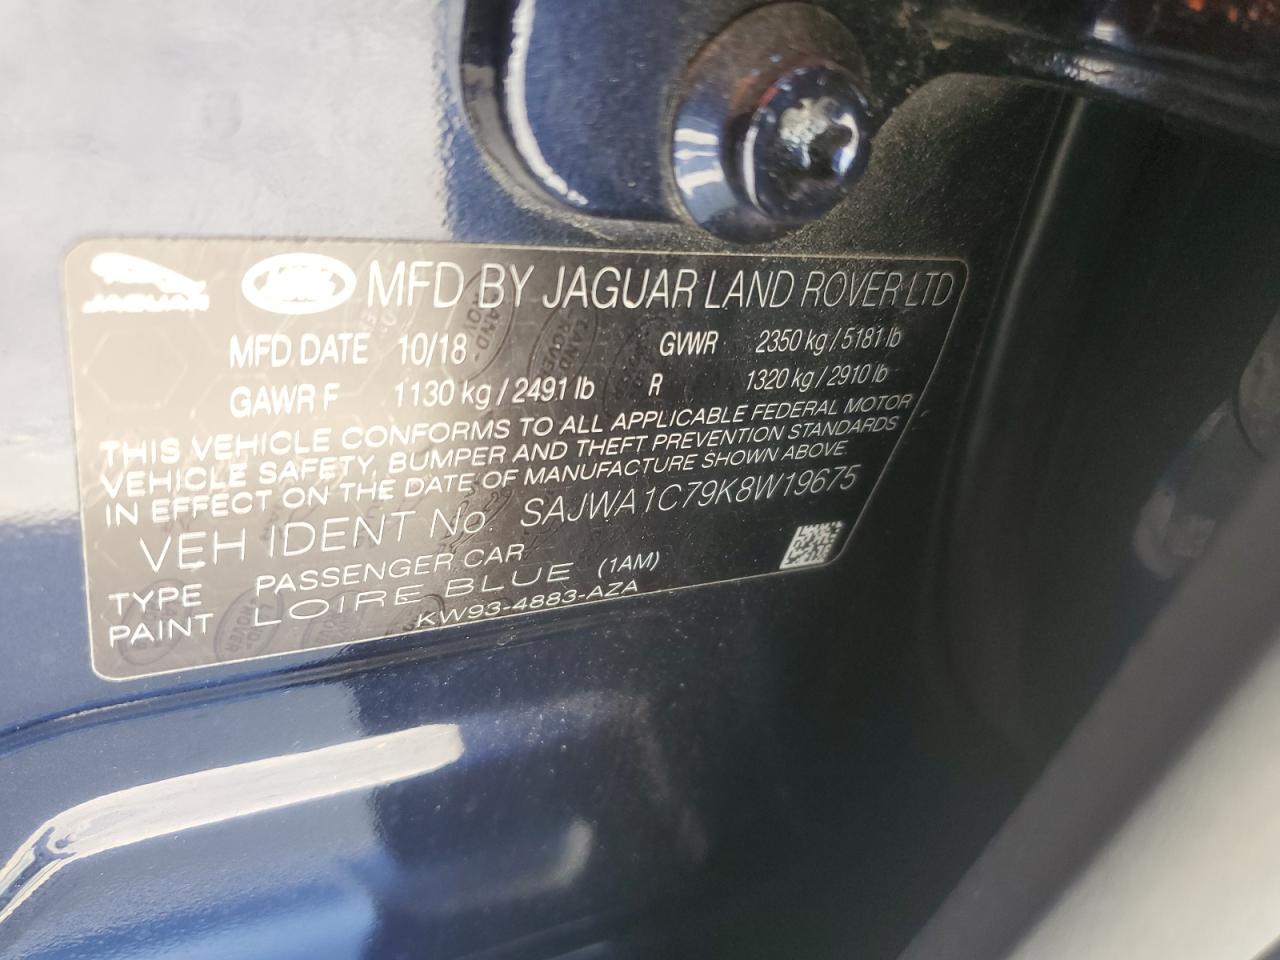 JAGUAR LAND ROVER MFD BY JAGUAR LAND ROVER LTD
MFD DATE 10/18 GVWR 2350 kg / 5181 lb
GAWR F 1130 kg / 2491 lb R 1320 kg / 2910 lb
THIS VEHICLE CONFORMS TO ALL APPLICABLE FEDERAL MOTOR
VEHICLE SAFETY, BUMPER AND THEFT PREVENTION STANDARDS
IN EFFECT ON THE DATE OF MANUFACTURE SHOWN ABOVE.
VEH IDENT No. SAJWA1C79K8W19675
TYPE PASSENGER CAR
PAINT LOIRE BLUE (1AM)
KW93-4883-AZA